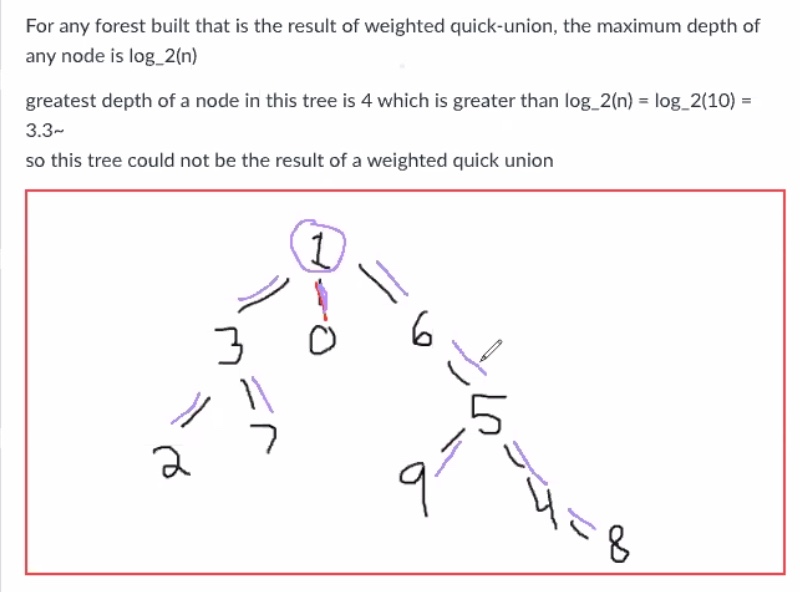 For any forest built that is the result of weighted quick-union, the maximum depth of
any node is log_2(n)
greatest depth of a node in this tree is 4 which is greater than log_2(n) = log_2(10) =
3.3~
so this tree could not be the result of a weighted quick union
1
3 0 6
2 7 5
9 4 8